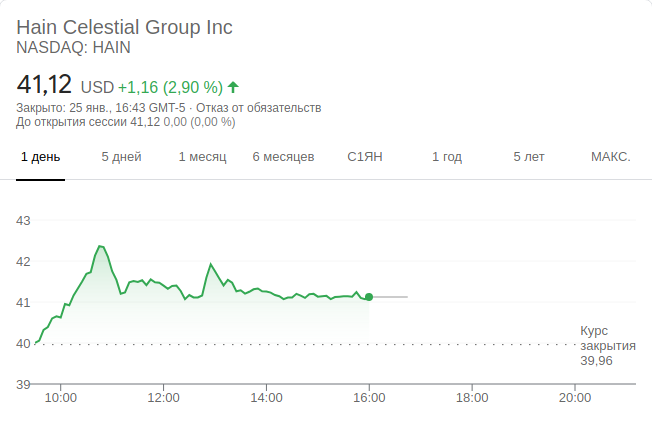 Hain Celestial Group Inc
NASDAQ: HAIN
41,12 USD +1,16 (2,90 %)
Закрыто: 25 янв., 16:43 GMT-5 · Отказ от обязательств
До открытия сессии 41,12 0,00 (0,00 %)
1 день 5 дней 1 месяц 6 месяцев С1ЯН 1 год 5 лет МАКС.
43
42
41
Курс
40 закрытия
39,96
39
10:00 12:00 14:00 16:00 18:00 20:00